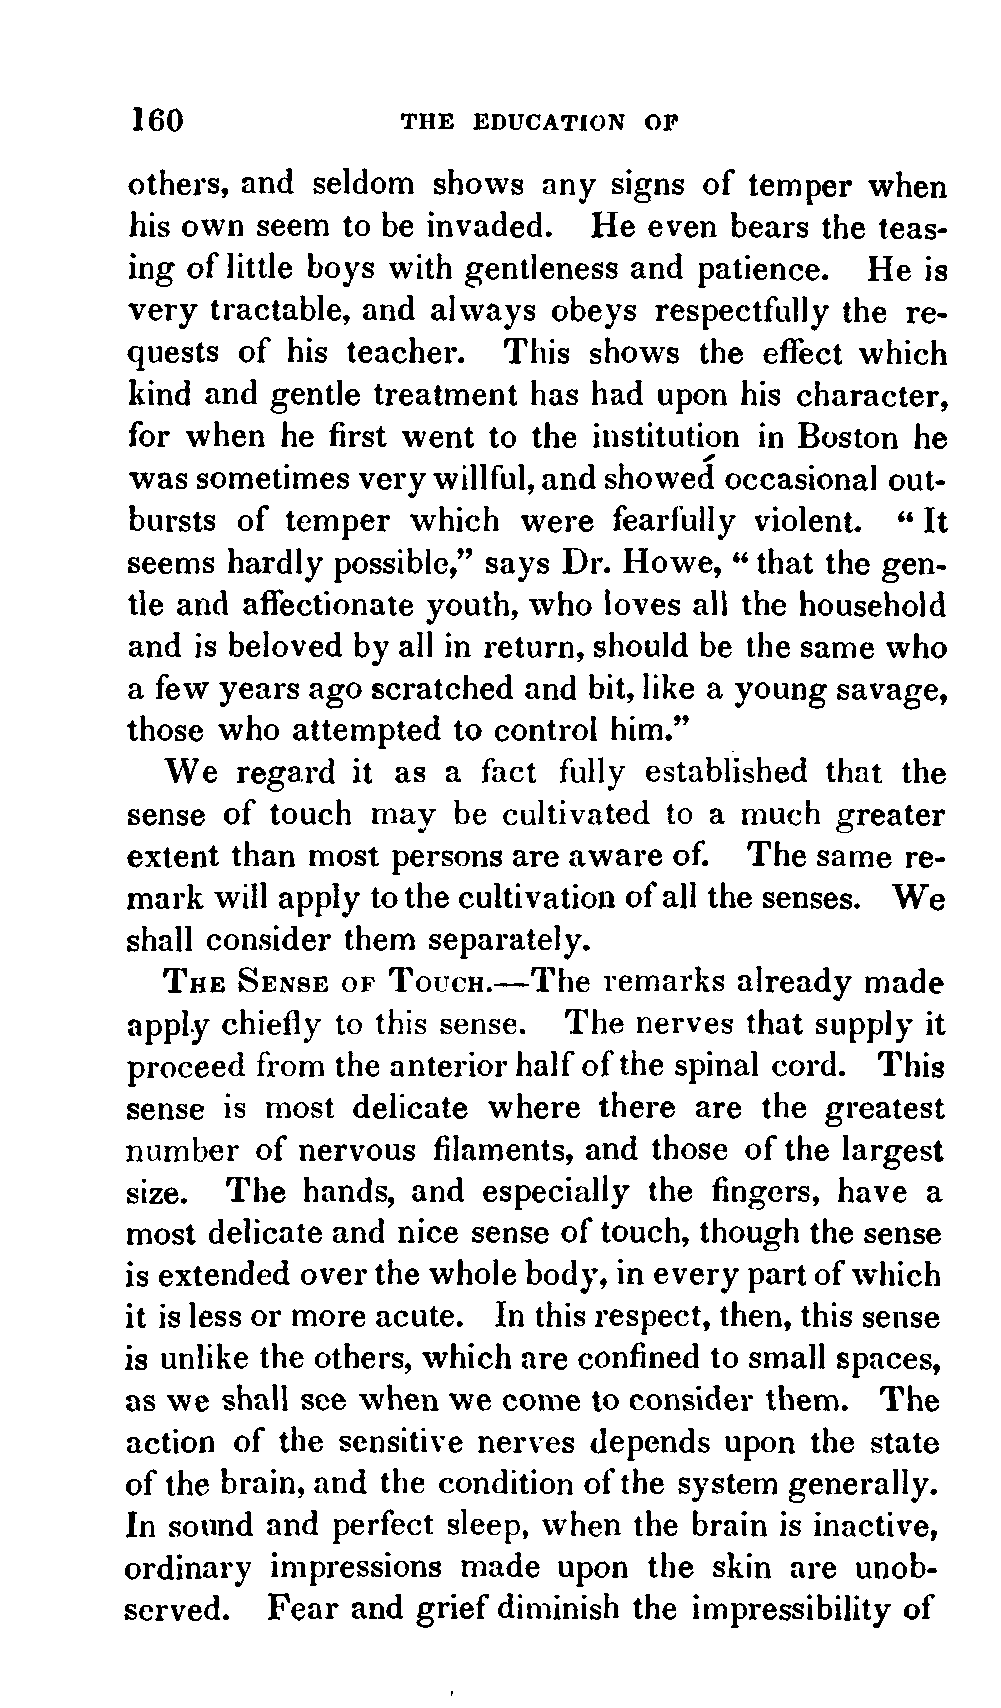 160 THE EDUCATION OF
others, and seldom shows any signs of temper when
his own seem to be invaded. He even bears the teas-
ing of little boys with gentleness and patience. He is
very tractable, and always obeys respectfully the re-
quests of his teacher. This shows the effect which
kind and gentle treatment has had upon his character,
for when he first went to the institution in Boston he
was sometimes very willful, and showed occasional out-
bursts of temper which were fearfully violent. “It
seems hardly possible,” says Dr. Howe, “that the gen-
tle and affectionate youth, who loves all the household
and is beloved by all in return, should be the same who
a few years ago scratched and bit, like a young savage,
those who attempted to control him.”
We regard it as a fact fully established that the
sense of touch may be cultivated to a much greater
extent than most persons are aware of. The same re-
mark will apply to the cultivation of all the senses. We
shall consider them separately.
THE SENSE OF TOUCH.—The remarks already made
apply chiefly to this sense. The nerves that supply it
proceed from the anterior half of the spinal cord. This
sense is most delicate where there are the greatest
number of nervous filaments, and those of the largest
size. The hands, and especially the fingers, have a
most delicate and nice sense of touch, though the sense
is extended over the whole body, in every part of which
it is less or more acute. In this respect, then, this sense
is unlike the others, which are confined to small spaces,
as we shall see when we come to consider them. The
action of the sensitive nerves depends upon the state
of the brain, and the condition of the system generally.
In sound and perfect sleep, when the brain is inactive,
ordinary impressions made upon the skin are unob-
served. Fear and grief diminish the impressibility of